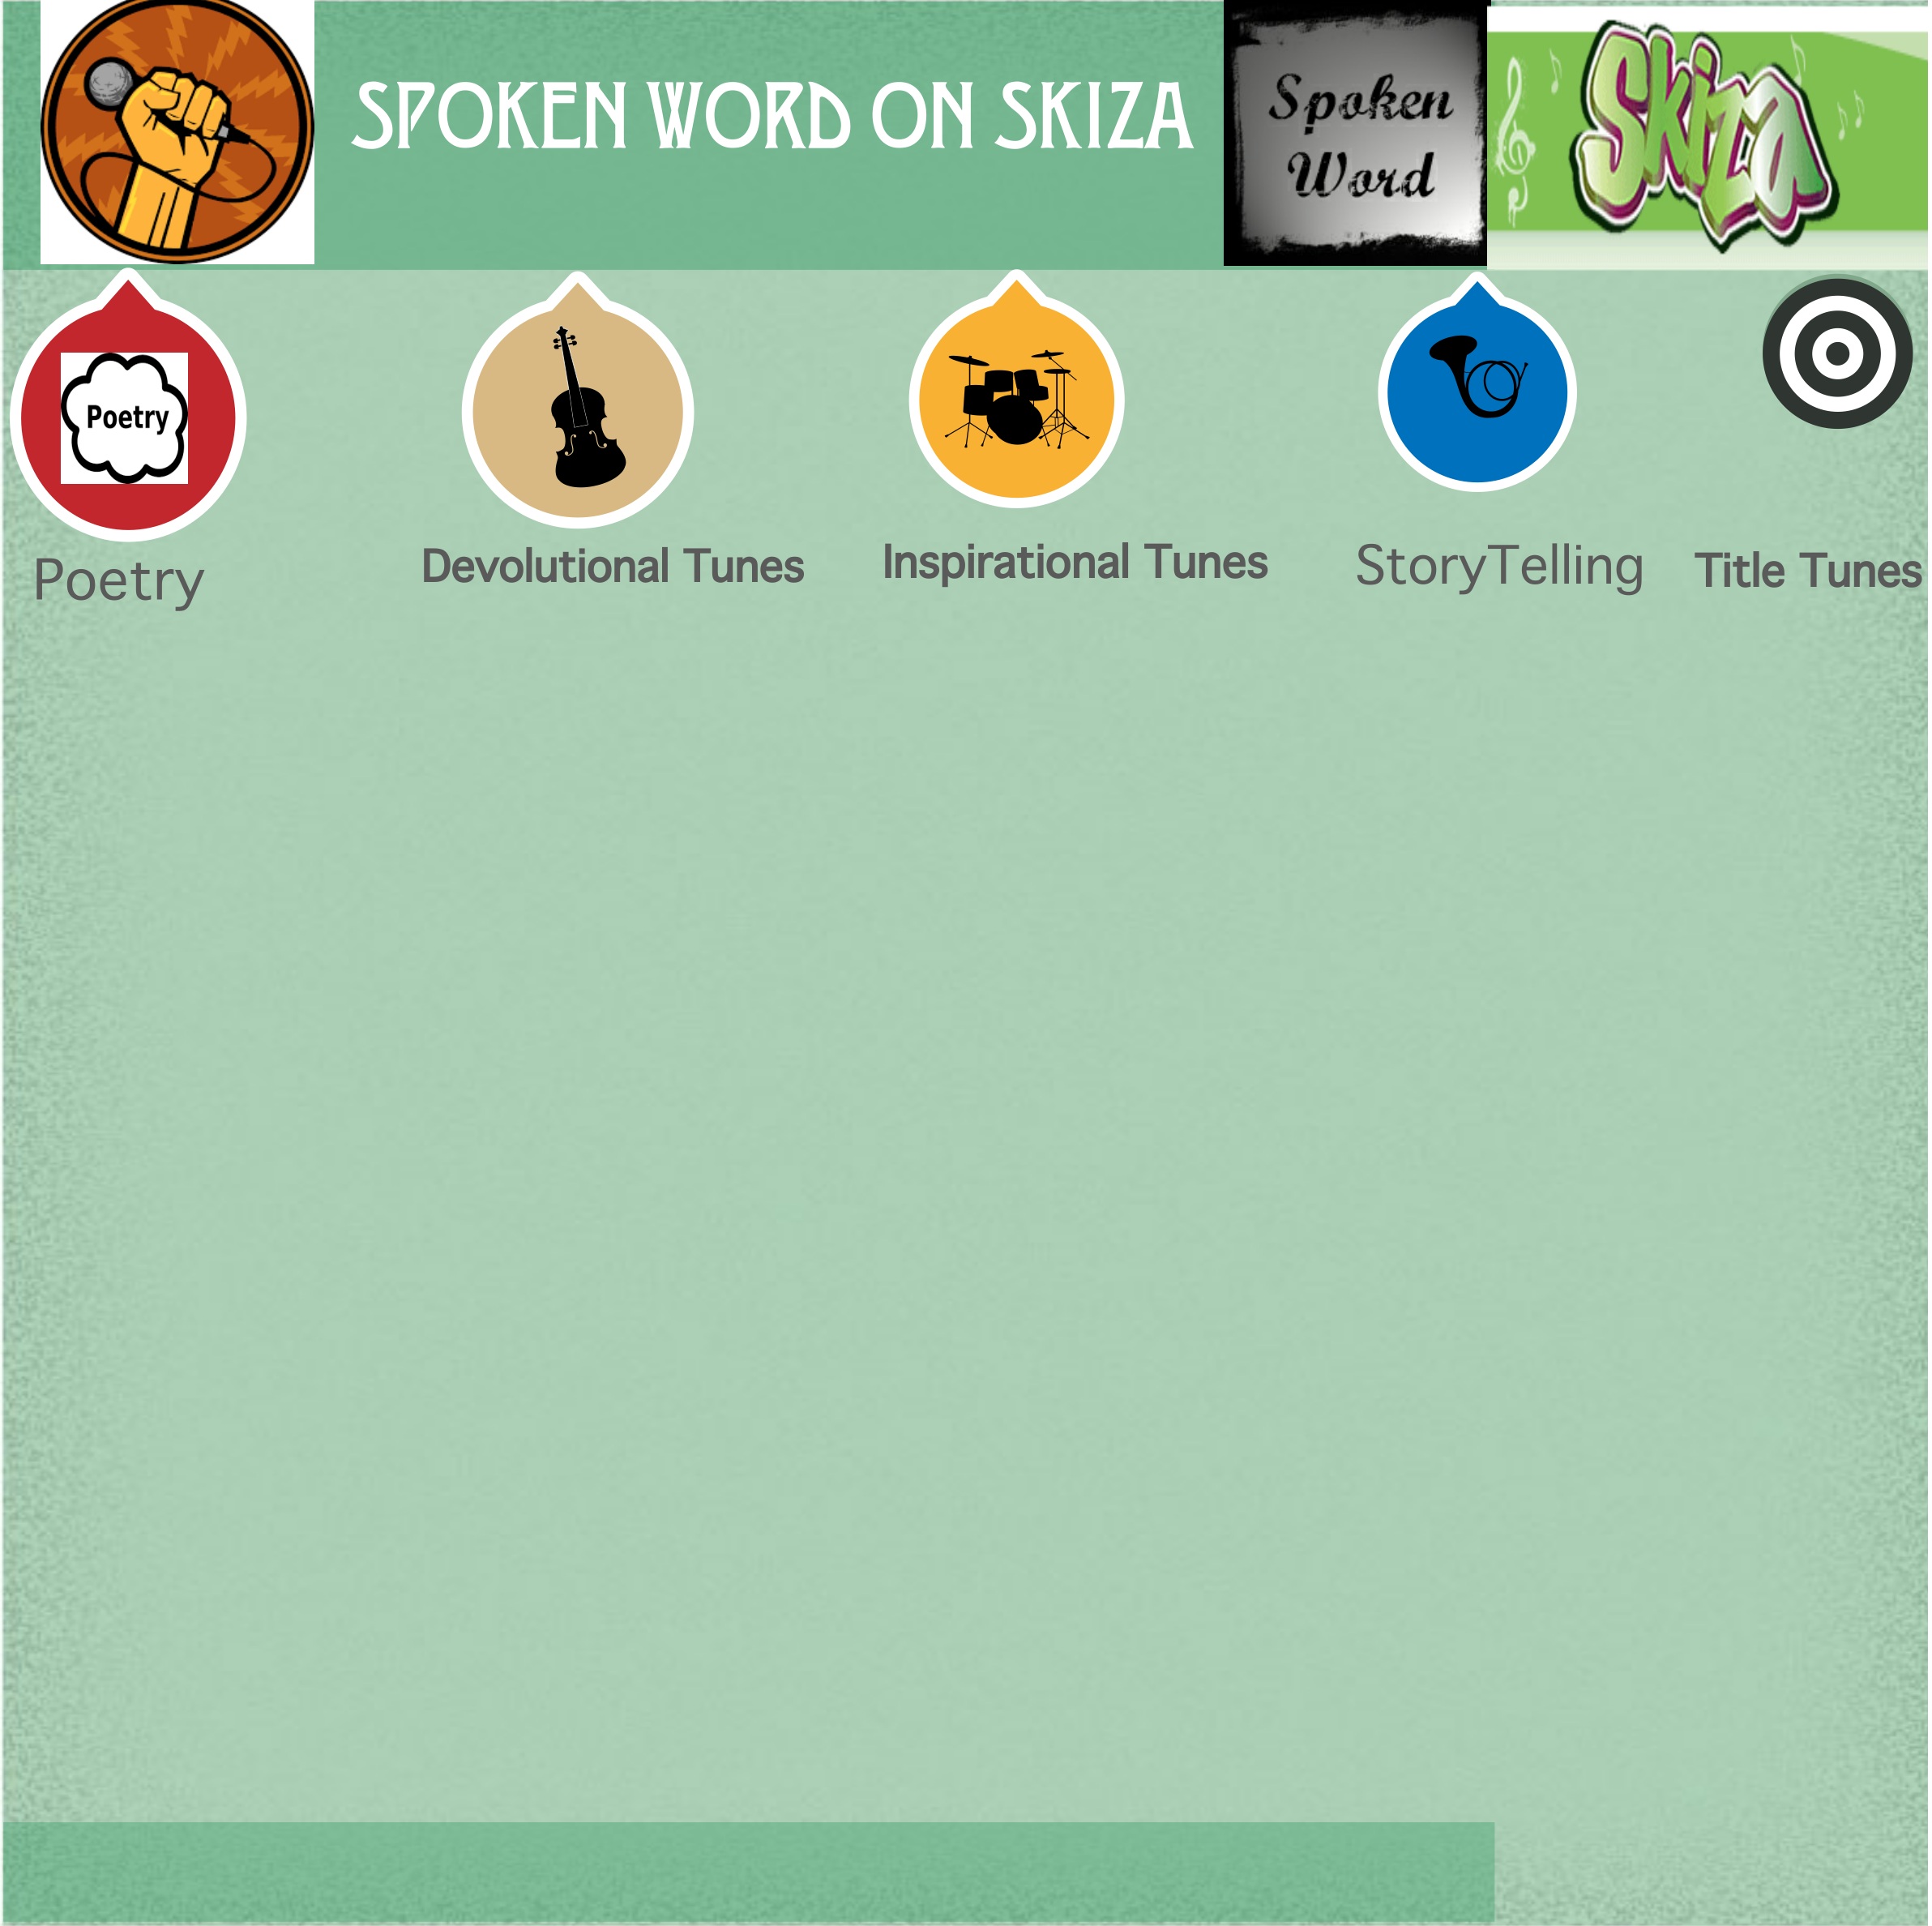 SPOKEN WORD ON SKIZA
Spoken
Word
Skiza
Poetry
Poetry
Devolutional Tunes
Inspirational Tunes
StoryTelling
Title Tunes